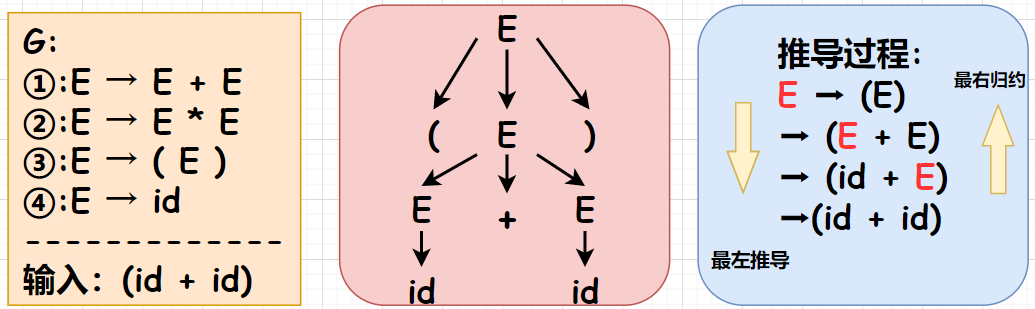 G:
①:E → E + E
②:E → E * E
③:E → ( E )
④:E → id
-------------
输入：(id + id)
E
( E )
E + E
id id
推导过程：
E → (E)
→ (E + E)
→ (id + E)
→(id + id)
最右归约
最左推导